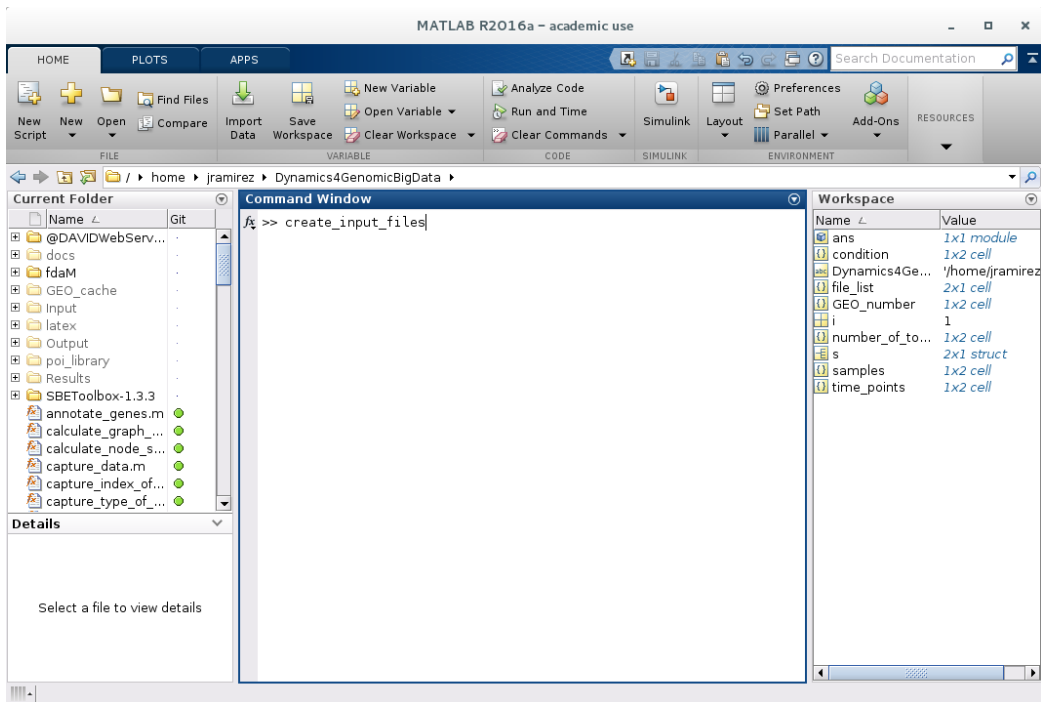 MATLAB R2016a - academic use
HOME PLOTS APPS
Search Documentation
New Script
New
Open
Find Files
Compare
Import Data
Save Workspace
New Variable
Open Variable
Clear Workspace
Analyze Code
Run and Time
Clear Commands
Simulink
Layout
Preferences
Set Path
Parallel
Add-Ons
RESOURCES
FILE VARIABLE CODE SIMULINK ENVIRONMENT
/ home jramirez Dynamics4GenomicBigData
Current Folder
Name Git
@DAVIDWebServ...
docs
fdaM
GEO_cache
Input
latex
Output
poi_library
Results
SBEToolbox-1.3.3
annotate_genes.m
calculate_graph_...
calculate_node_s...
capture_data.m
capture_index_of...
capture_type_of_...
Details
Select a file to view details
Command Window
fx >> create_input_files
Workspace
Name Value
ans 1x1 module
condition 1x2 cell
abc Dynamics4Ge... '/home/jramirez
file_list 2x1 cell
GEO_number 1x2 cell
i 1
number_of_to... 1x2 cell
s 2x1 struct
samples 1x2 cell
time_points 1x2 cell